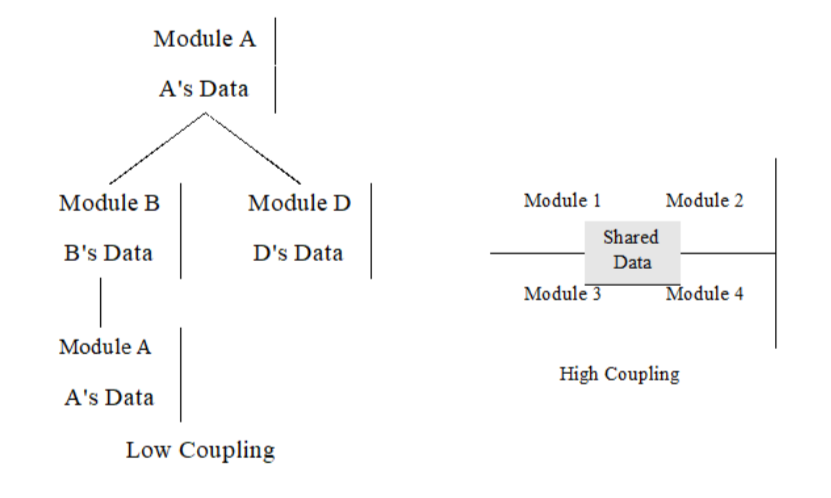 Module A
A's Data
Module B
Module D
B's Data
D's Data
Module A
A's Data
Low Coupling
Module 1
Module 2
Shared
Data
Module 3
Module 4
High Coupling